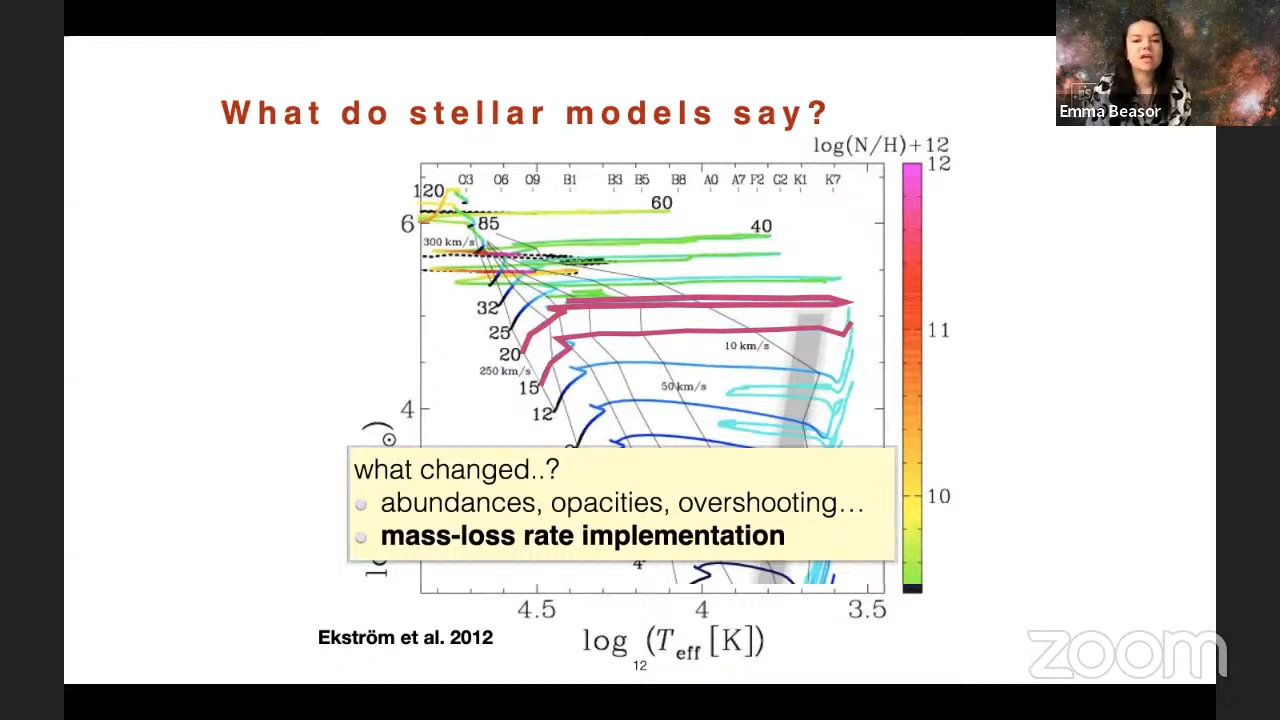 Emma Beasor
What do stellar models say?
log(N/H)+12
12
O3 O6 O9 B1 B3 B5 B8 A0 A7 F2 G2 K1 K7
120
60
6
85
40
300 km/s
32
25
11
20
10 km/s
250 km/s
15
50 km/s
4
12
what changed..?
abundances, opacities, overshooting…
10
mass-loss rate implementation
4.5
4
3.5
Ekström et al. 2012
log (Teff [K])
12
zoom